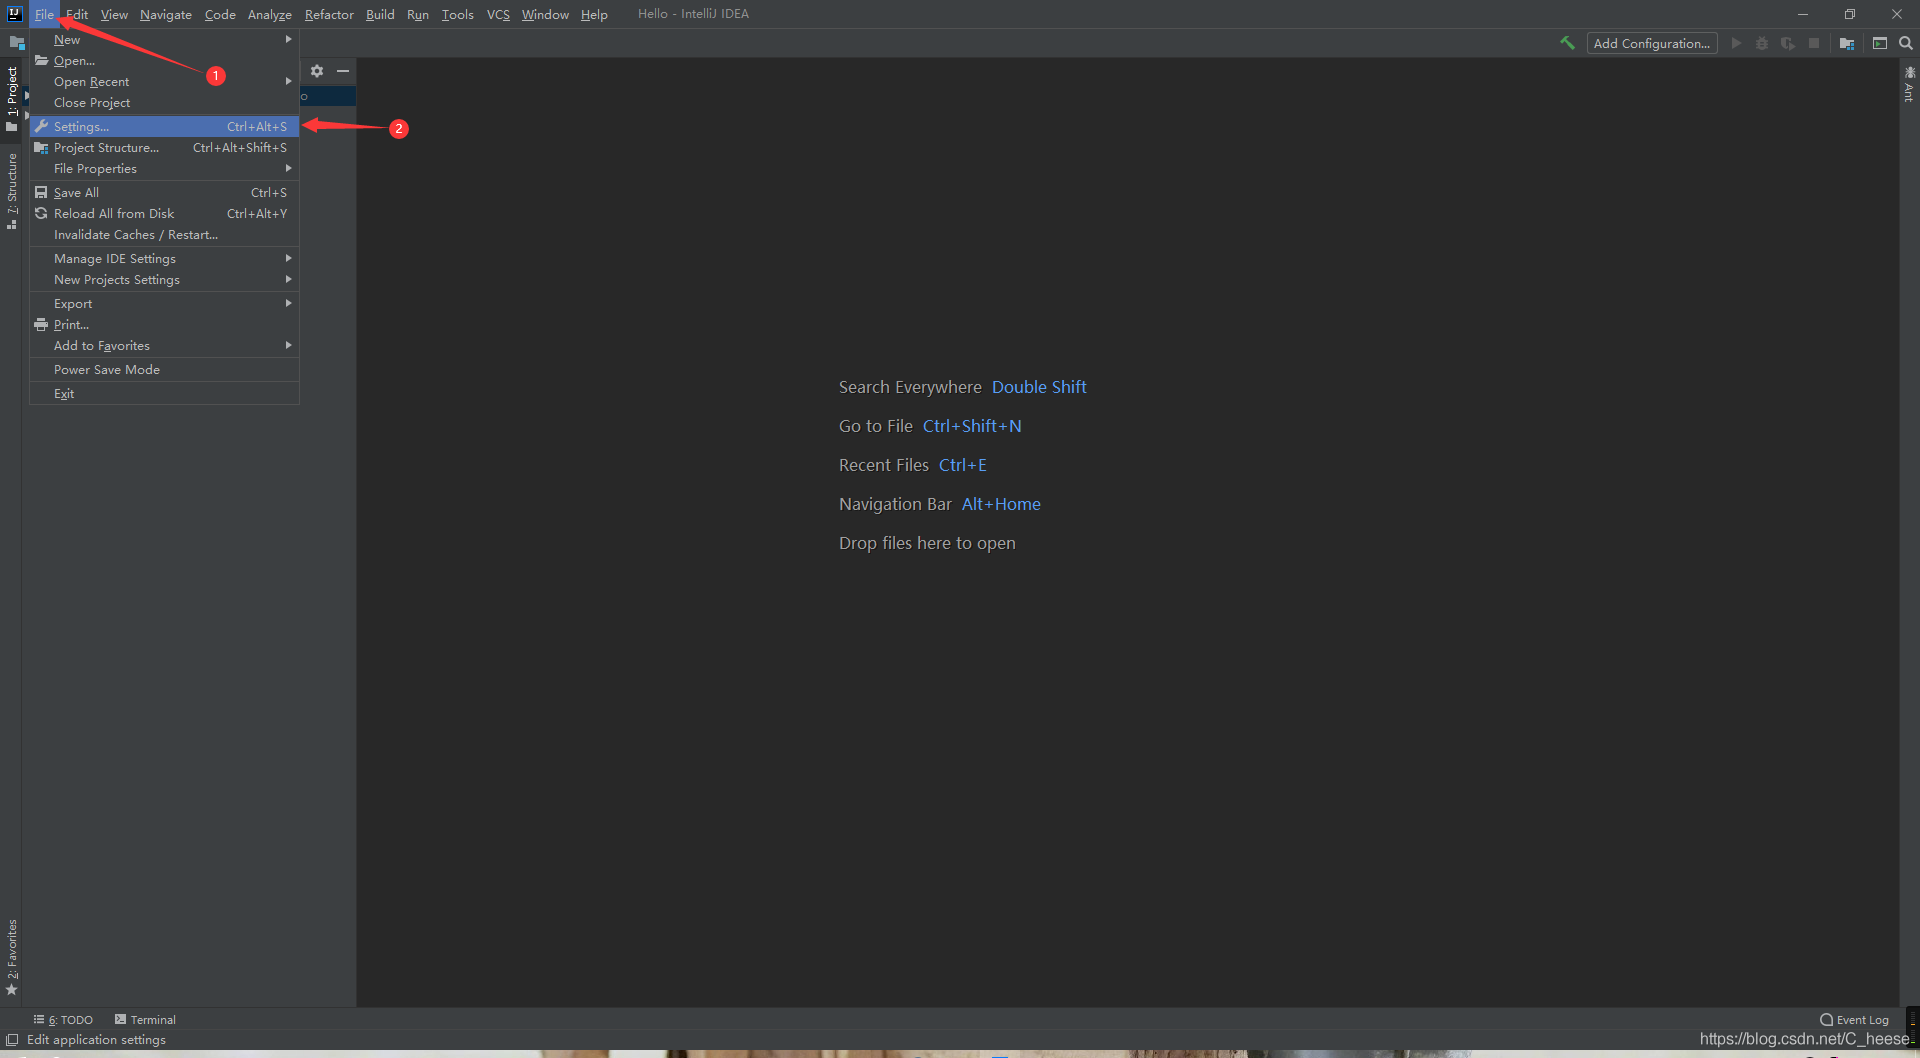 IJ File Edit View Navigate Code Analyze Refactor Build Run Tools VCS Window Help Hello - IntelliJ IDEA
Add Configuration...
New
1
Open...
Open Recent
Close Project
o
Settings... Ctrl+Alt+S
2
Project Structure... Ctrl+Alt+Shift+S
File Properties
Save All Ctrl+S
Reload All from Disk Ctrl+Alt+Y
Invalidate Caches / Restart...
Manage IDE Settings
New Projects Settings
Export
Print...
Add to Favorites
Power Save Mode
Exit
1: Project
7: Structure
2: Favorites
Ant
Search Everywhere Double Shift
Go to File Ctrl+Shift+N
Recent Files Ctrl+E
Navigation Bar Alt+Home
Drop files here to open
6: TODO Terminal
Event Log
Edit application settings
https://blog.csdn.net/C_heese